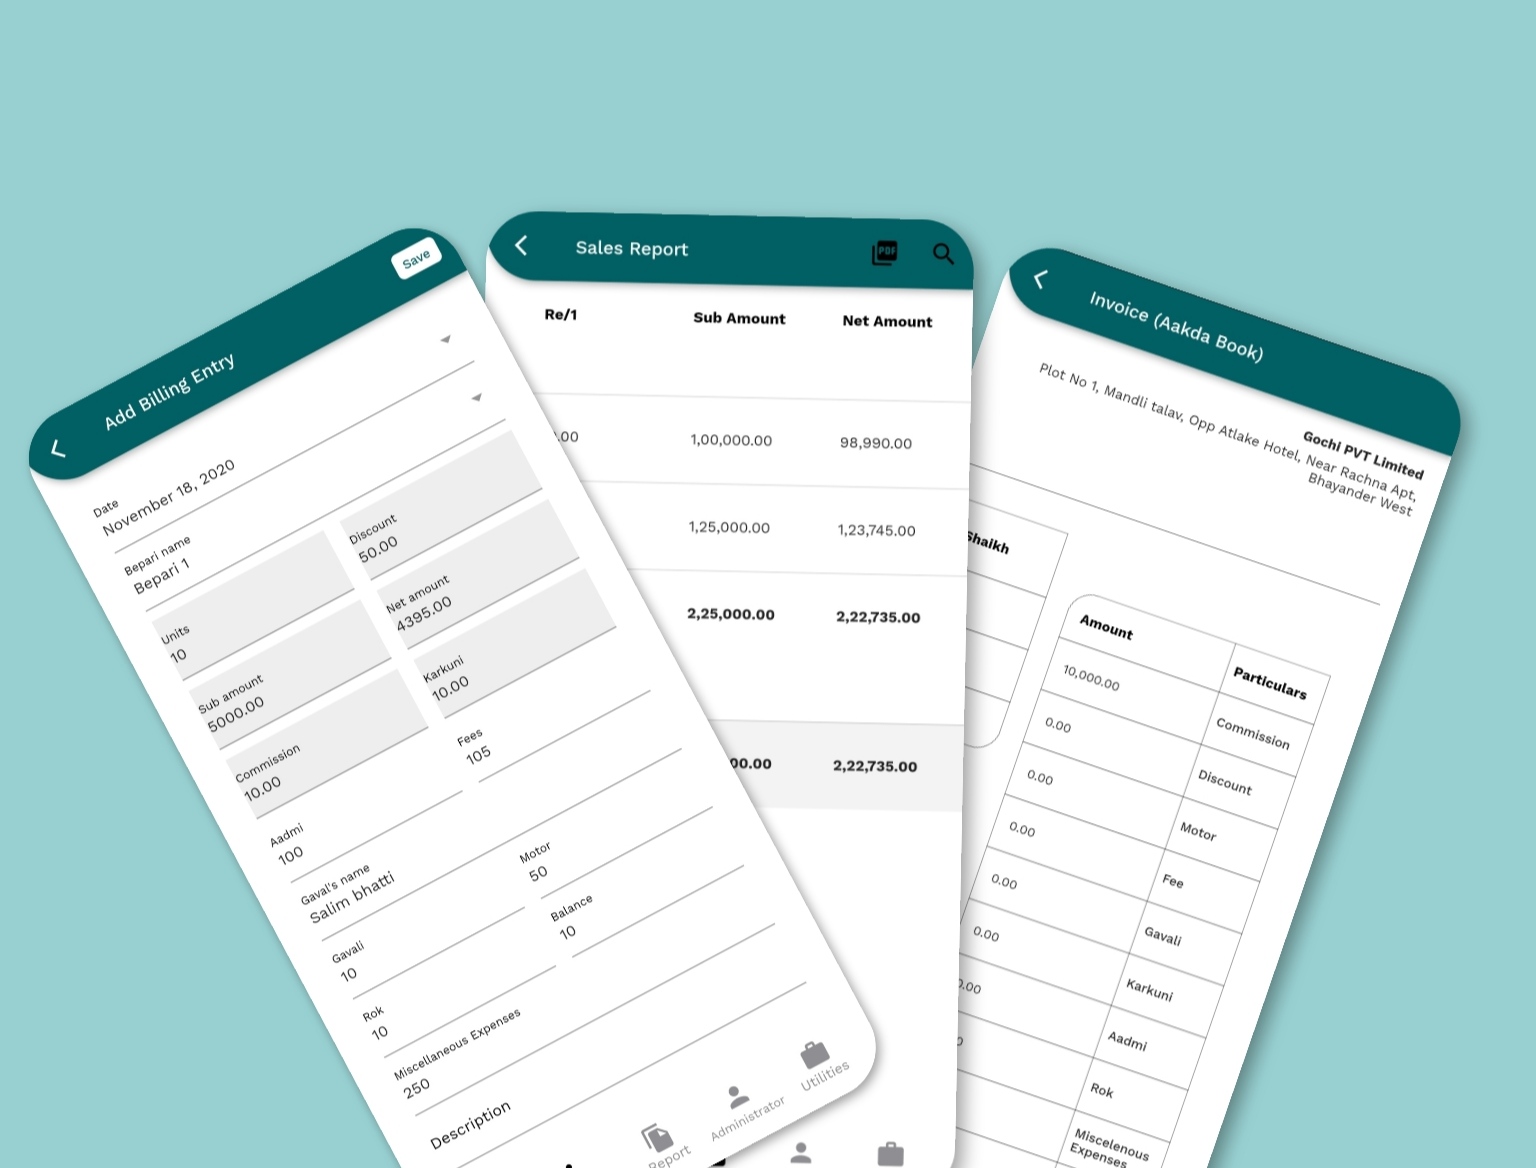 Add Billing Entry
Save
Date
November 18, 2020
Bepari name
Bepari 1
Units
10
Discount
50.00
Sub amount
5000.00
Net amount
4395.00
Commission
10.00
Karkuni
10.00
Aadmi
100
Fees
105
Gaval's name
Salim bhatti
Gavali
10
Motor
50
Rok
10
Balance
10
Miscellaneous Expenses
250
Description
Report
Administrator
Utilities
Sales Report
PDF
Re/1 Sub Amount Net Amount
.00 1,00,000.00 98,990.00
1,25,000.00 1,23,745.00
2,25,000.00 2,22,735.00
00.00 2,22,735.00
Invoice (Aakda Book)
Gochi PVT Limited
Plot No 1, Mandli talav, Opp Atlake Hotel, Near Rachna Apt,
Bhayander West
Shaikh
Amount Particulars
10,000.00 Commission
0.00 Discount
0.00 Motor
0.00 Fee
0.00 Gavali
0.00 Karkuni
0.00 Aadmi
Rok
Miscelenous
Expenses